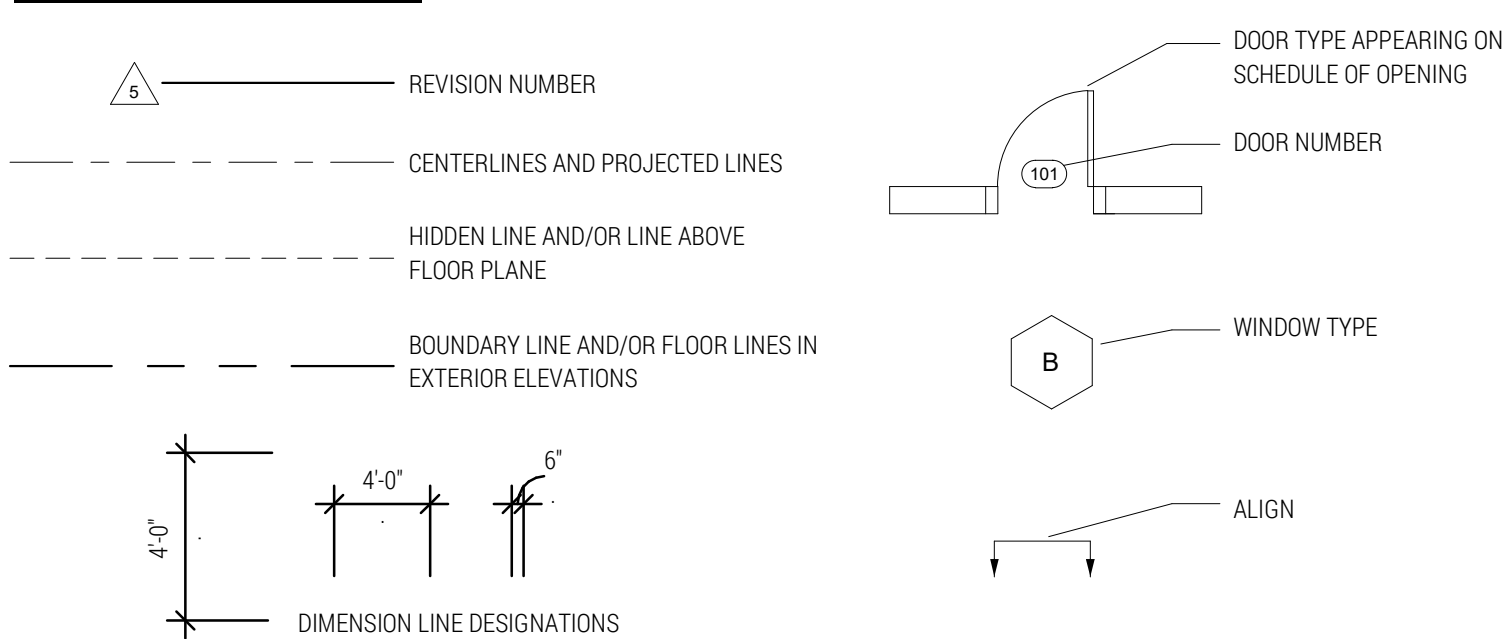 5
REVISION NUMBER
CENTERLINES AND PROJECTED LINES
HIDDEN LINE AND/OR LINE ABOVE
FLOOR PLANE
BOUNDARY LINE AND/OR FLOOR LINES IN
EXTERIOR ELEVATIONS
4'-0"
4'-0"
6"
DIMENSION LINE DESIGNATIONS
DOOR TYPE APPEARING ON
SCHEDULE OF OPENING
DOOR NUMBER
101
WINDOW TYPE
B
ALIGN